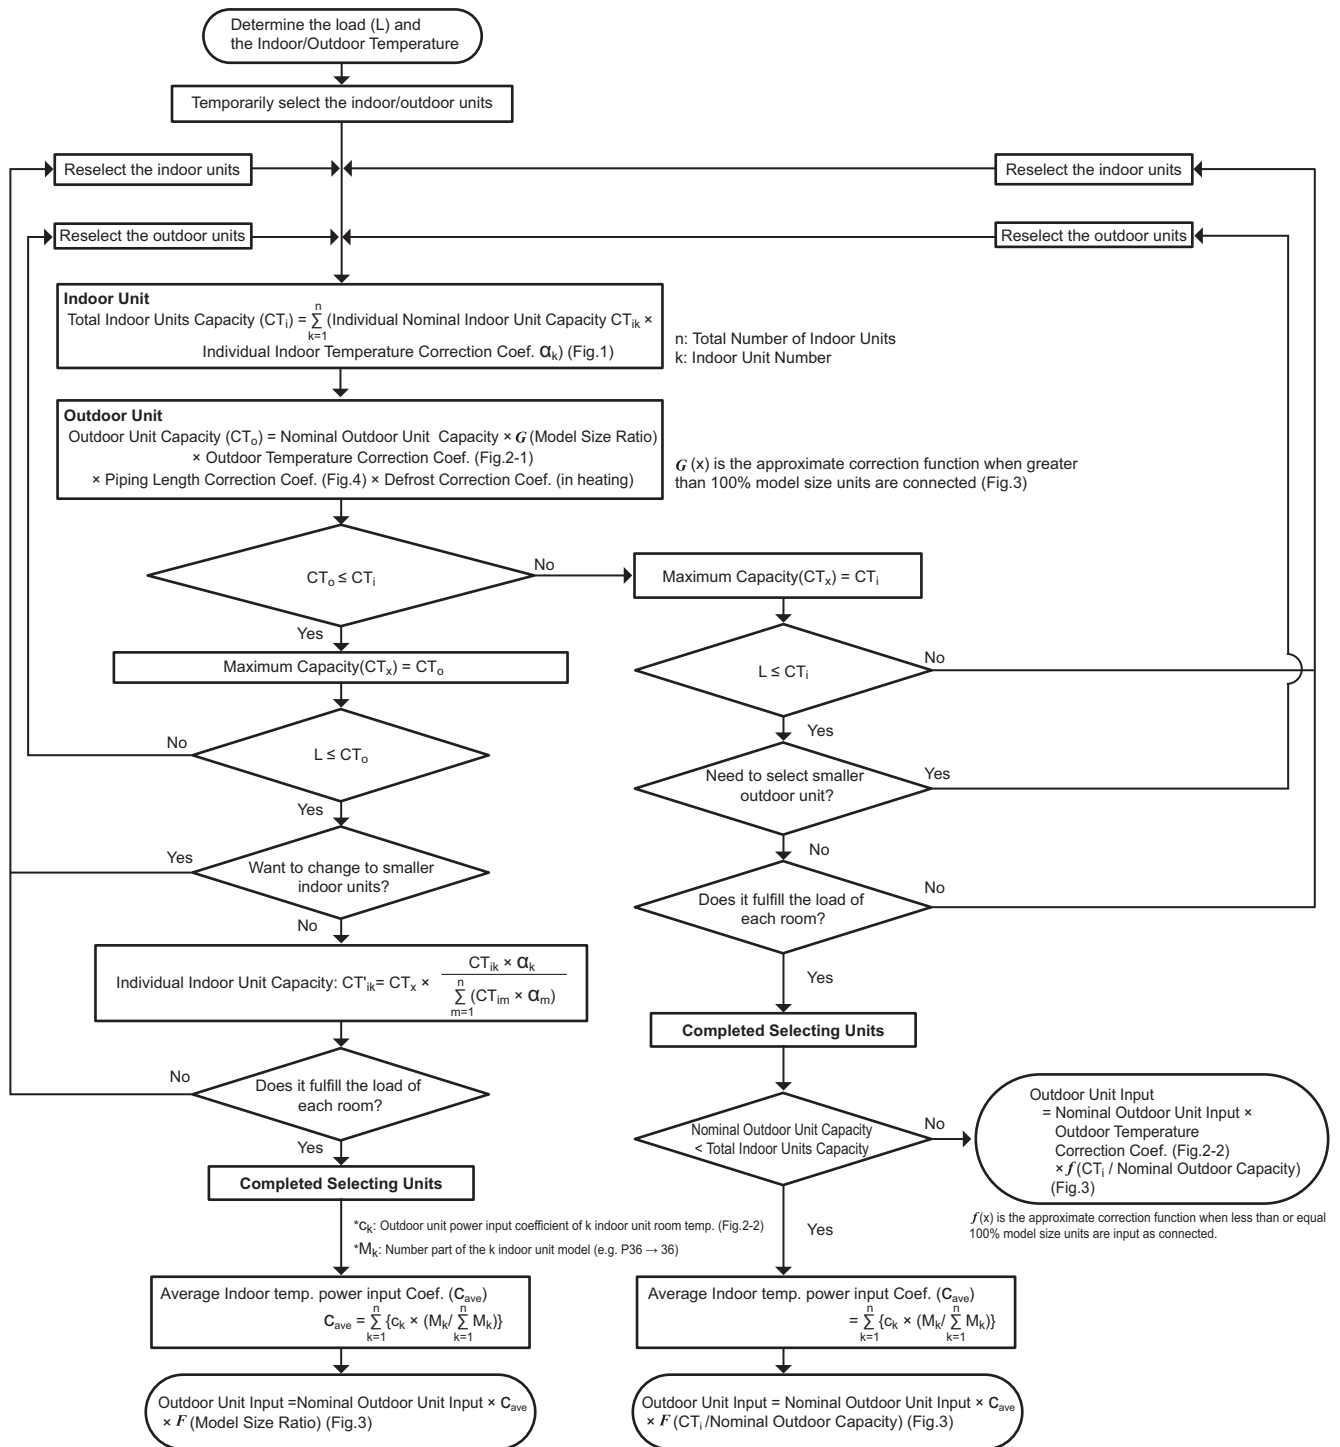 Determine the load (L) and
the Indoor/Outdoor Temperature
Temporarily select the indoor/outdoor units
Reselect the indoor units
Reselect the indoor units
Reselect the outdoor units
Reselect the outdoor units
Indoor Unit
Total Indoor Units Capacity (CTi) = n Σ k=1 (Individual Nominal Indoor Unit Capacity CTik ×
Individual Indoor Temperature Correction Coef. αk) (Fig.1)
n: Total Number of Indoor Units
k: Indoor Unit Number
Outdoor Unit
Outdoor Unit Capacity (CTo) = Nominal Outdoor Unit Capacity × G (Model Size Ratio)
× Outdoor Temperature Correction Coef. (Fig.2-1)
× Piping Length Correction Coef. (Fig.4) × Defrost Correction Coef. (in heating)
G (x) is the approximate correction function when greater
than 100% model size units are connected (Fig.3)
CTo ≤ CTi
No
Yes
Maximum Capacity(CTx) = CTi
Maximum Capacity(CTx) = CTo
L ≤ CTi
No
Yes
L ≤ CTo
No
Yes
Need to select smaller
outdoor unit?
Yes
No
Want to change to smaller
indoor units?
Yes
No
Does it fulfill the load of
each room?
No
Yes
Individual Indoor Unit Capacity: CT'ik= CTx ×
CTik × αk
n Σ m=1 (CTim × αm)
Completed Selecting Units
Does it fulfill the load of
each room?
No
Yes
Nominal Outdoor Unit Capacity
< Total Indoor Units Capacity
No
Yes
Outdoor Unit Input
= Nominal Outdoor Unit Input ×
Outdoor Temperature
Correction Coef. (Fig.2-2)
× f (CTi / Nominal Outdoor Capacity)
(Fig.3)
f (x) is the approximate correction function when less than or equal
100% model size units are input as connected.
Completed Selecting Units
*ck: Outdoor unit power input coefficient of k indoor unit room temp. (Fig.2-2)
*Mk: Number part of the k indoor unit model (e.g. P36 → 36)
Average Indoor temp. power input Coef. (Cave)
Cave = n Σ k=1 {ck × (Mk/ n Σ k=1 Mk)}
Average Indoor temp. power input Coef. (Cave)
= n Σ k=1 {ck × (Mk/ n Σ k=1 Mk)}
Outdoor Unit Input =Nominal Outdoor Unit Input × Cave
× F (Model Size Ratio) (Fig.3)
Outdoor Unit Input = Nominal Outdoor Unit Input × Cave
× F (CTi /Nominal Outdoor Capacity) (Fig.3)